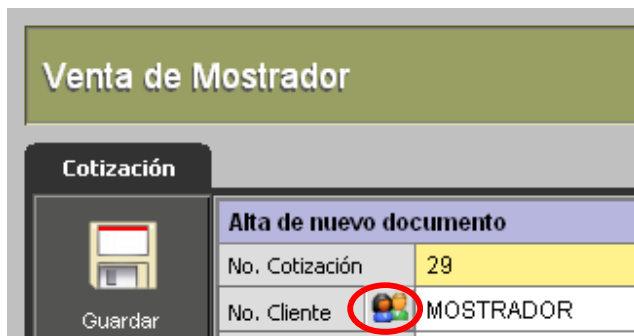 Venta de Mostrador
Cotización
Alta de nuevo documento
No. Cotización 29
No. Cliente MOSTRADOR
Guardar